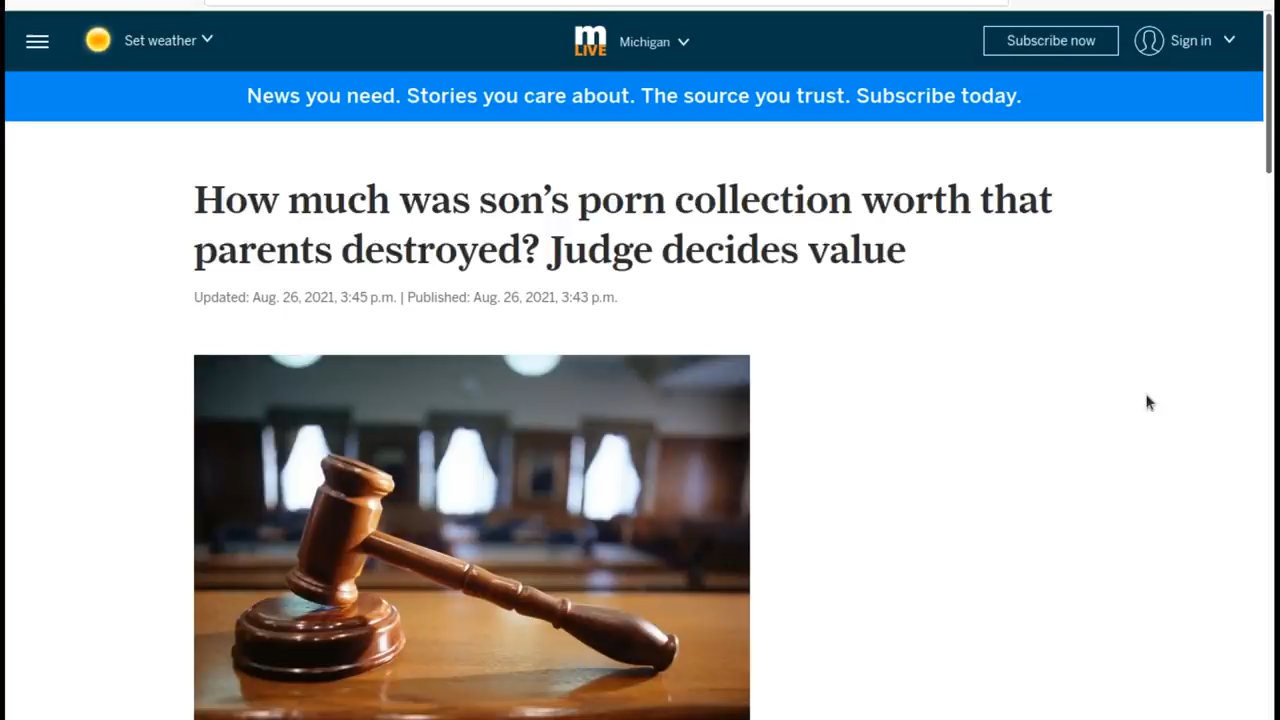 Set weather
m
LIVE
Michigan
Subscribe now
Sign in
News you need. Stories you care about. The source you trust. Subscribe today.
How much was son’s porn collection worth that
parents destroyed? Judge decides value
Updated: Aug. 26, 2021, 3:45 p.m. | Published: Aug. 26, 2021, 3:43 p.m.